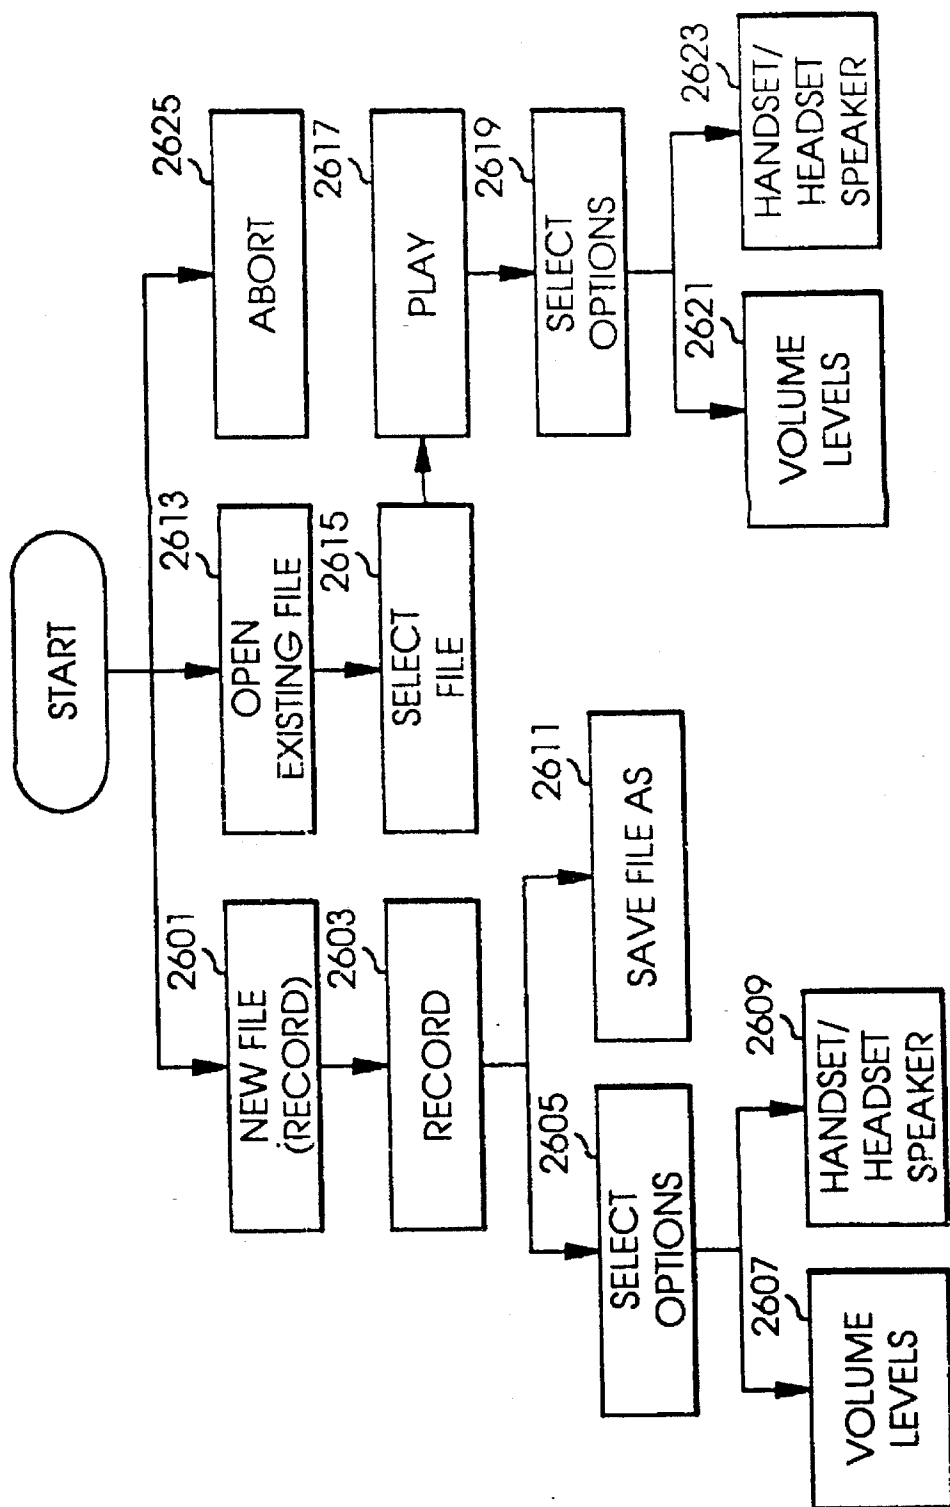 START
2601
NEW FILE
(RECORD)
2603
RECORD
2605
SELECT
OPTIONS
2607
VOLUME
LEVELS
2609
HANDSET/
HEADSET
SPEAKER
2611
SAVE FILE AS
2613
OPEN
EXISTING FILE
2615
SELECT
FILE
2625
ABORT
2617
PLAY
2619
SELECT
OPTIONS
2621
VOLUME
LEVELS
2623
HANDSET/
HEADSET
SPEAKER